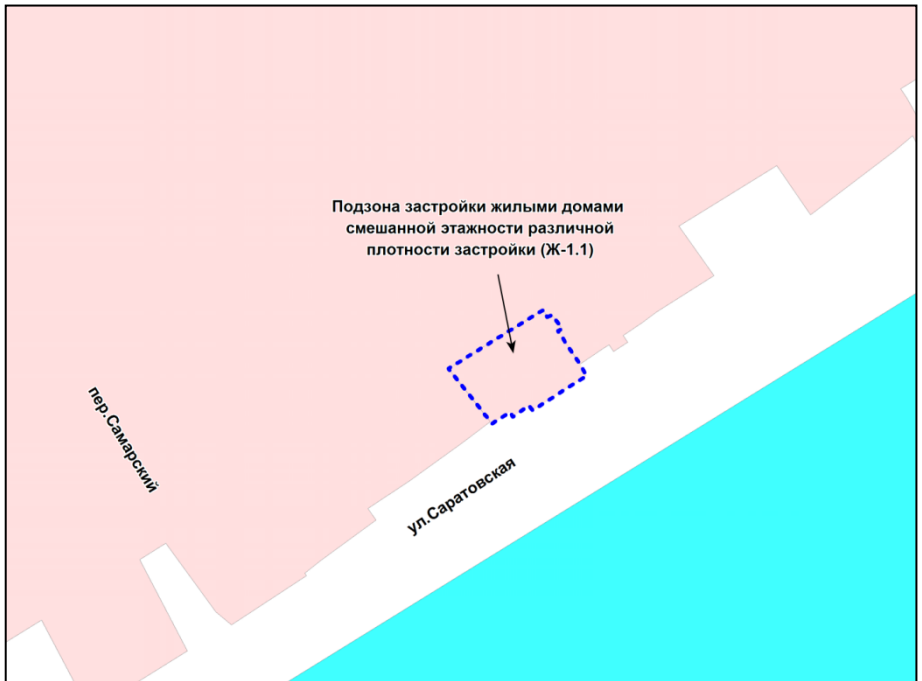 Подзона застройки жилыми домами
смешанной этажности различной
плотности застройки (Ж-1.1)
пер.Самарский
ул.Саратовская